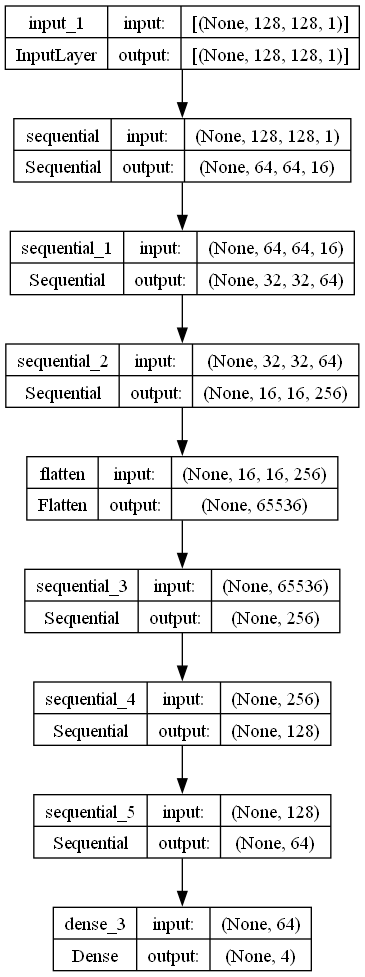 input_1 input: [(None, 128, 128, 1)]
InputLayer output: [(None, 128, 128, 1)]
sequential input: (None, 128, 128, 1)
Sequential output: (None, 64, 64, 16)
sequential_1 input: (None, 64, 64, 16)
Sequential output: (None, 32, 32, 64)
sequential_2 input: (None, 32, 32, 64)
Sequential output: (None, 16, 16, 256)
flatten input: (None, 16, 16, 256)
Flatten output: (None, 65536)
sequential_3 input: (None, 65536)
Sequential output: (None, 256)
sequential_4 input: (None, 256)
Sequential output: (None, 128)
sequential_5 input: (None, 128)
Sequential output: (None, 64)
dense_3 input: (None, 64)
Dense output: (None, 4)